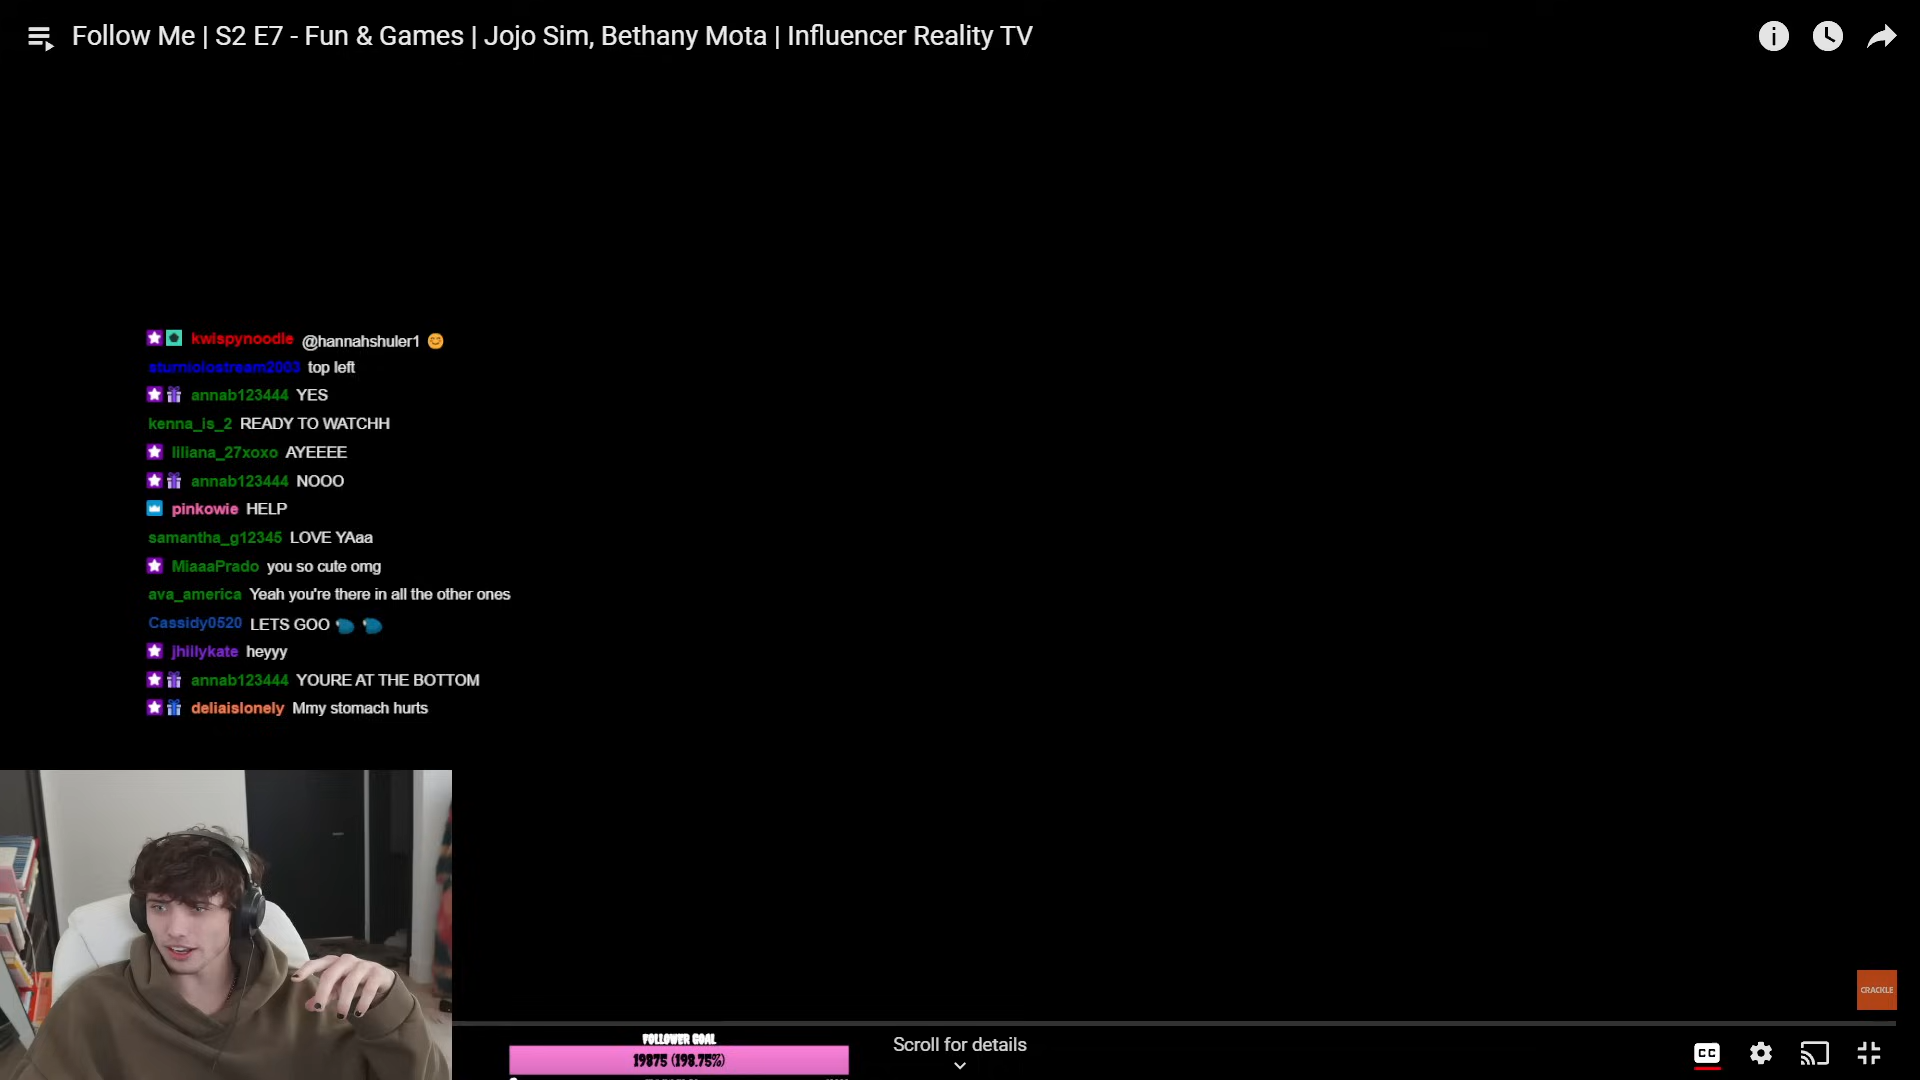 Follow Me | S2 E7 - Fun & Games | Jojo Sim, Bethany Mota | Influencer Reality TV
kwispynoodle @hannahshuler1
sturniolostream2003 top left
annab123444 YES
kenna_is_2 READY TO WATCHH
liliana_27xoxo AYEEEE
annab123444 NOOO
pinkowie HELP
samantha_g12345 LOVE YAaa
MiaaaPrado you so cute omg
ava_america Yeah you're there in all the other ones
Cassidy0520 LETS GOO
jhlilykate heyyy
annab123444 YOURE AT THE BOTTOM
deliaislonely Mmy stomach hurts
CRACKLE
FOLLOWER GOAL
19875 (198.75%)
Scroll for details
CC